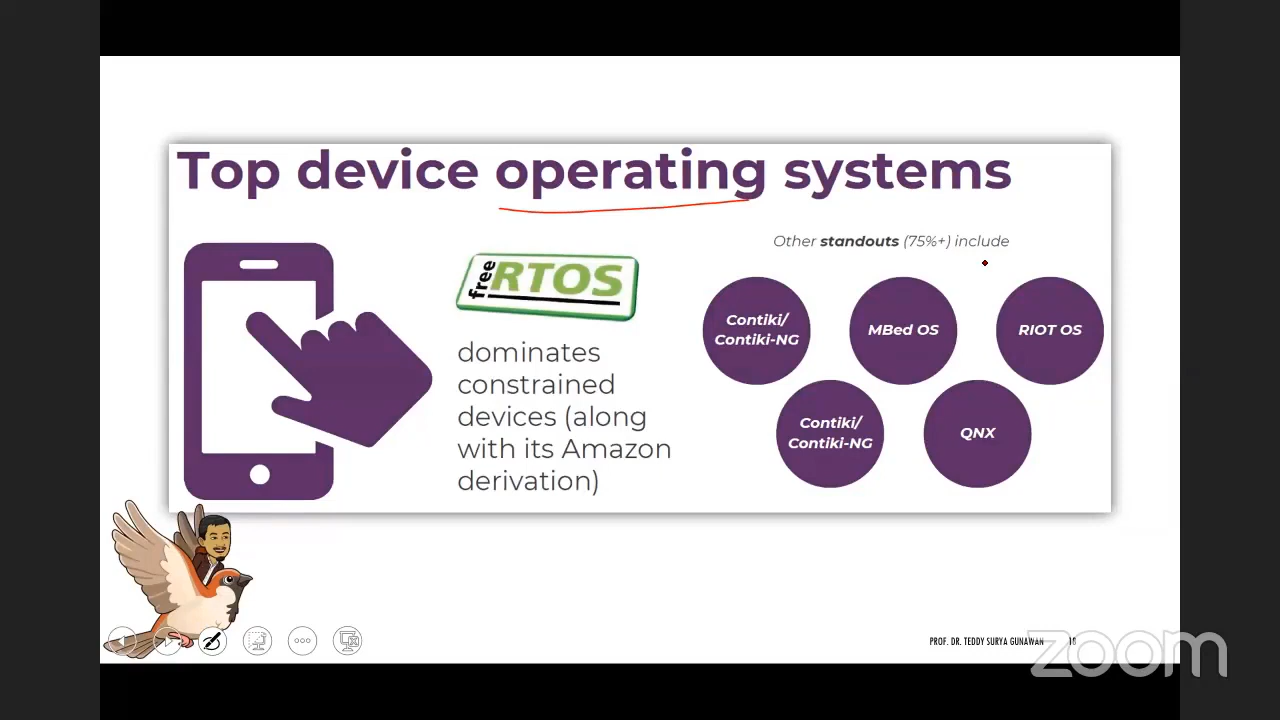 Top device operating systems
free RTOS
dominates
constrained
devices (along
with its Amazon
derivation)
Other standouts (75%+) include
Contiki/
Contiki-NG
MBed OS
RIOT OS
Contiki/
Contiki-NG
QNX
PROF. DR. TEDDY SURYA GUNAWAN
18
zoom